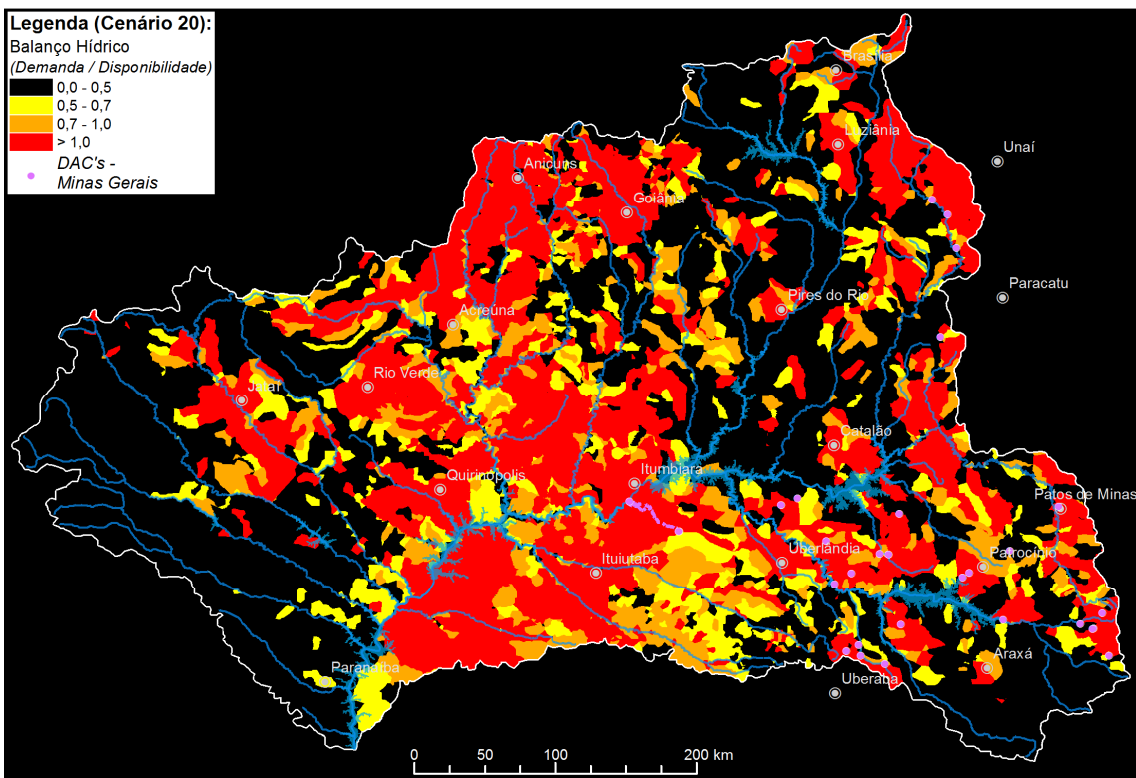 Legenda (Cenário 20):
Balanço Hídrico
(Demanda / Disponibilidade)
0,0 - 0,5
0,5 - 0,7
0,7 - 1,0
> 1,0
DAC's -
Minas Gerais
Brasília
Luziânia
Unaí
Anicuns
Goiânia
Paracatu
Pires do Rio
Acreúna
Rio Verde
Jataí
Catalão
Itumbiara
Quirinópolis
Patos de Minas
Uberlândia
Patrocínio
Ituiutaba
Araxá
Paranaíba
Uberaba
0 50 100 200 km